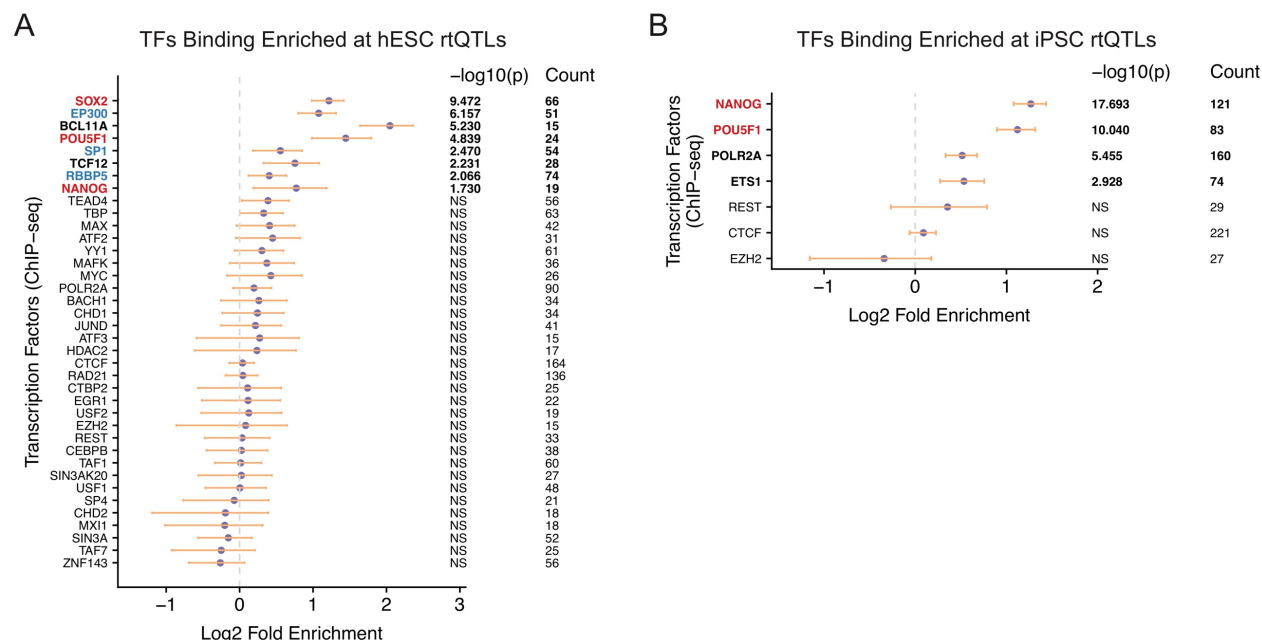 A
TFs Binding Enriched at hESC rtQTLs
−log10(p) Count
SOX2 9.472 66
EP300 6.157 51
BCL11A 5.230 15
POU5F1 4.839 24
SP1 2.470 54
TCF12 2.231 28
RBBP5 2.066 74
NANOG 1.730 19
TEAD4 NS 56
TBP NS 63
MAX NS 42
ATF2 NS 31
YY1 NS 61
MAFK NS 36
MYC NS 26
POLR2A NS 90
BACH1 NS 34
CHD1 NS 34
JUND NS 41
ATF3 NS 15
HDAC2 NS 17
CTCF NS 164
RAD21 NS 136
CTBP2 NS 25
EGR1 NS 22
USF2 NS 19
EZH2 NS 15
REST NS 33
CEBPB NS 38
TAF1 NS 60
SIN3AK20 NS 27
USF1 NS 48
SP4 NS 21
CHD2 NS 18
MXI1 NS 18
SIN3A NS 52
TAF7 NS 25
ZNF143 NS 56
Transcription Factors (ChIP−seq)
−1 0 1 2 3
Log2 Fold Enrichment
B
TFs Binding Enriched at iPSC rtQTLs
−log10(p) Count
NANOG 17.693 121
POU5F1 10.040 83
POLR2A 5.455 160
ETS1 2.928 74
REST NS 29
CTCF NS 221
EZH2 NS 27
Transcription Factors
(ChIP−seq)
−1 0 1 2
Log2 Fold Enrichment